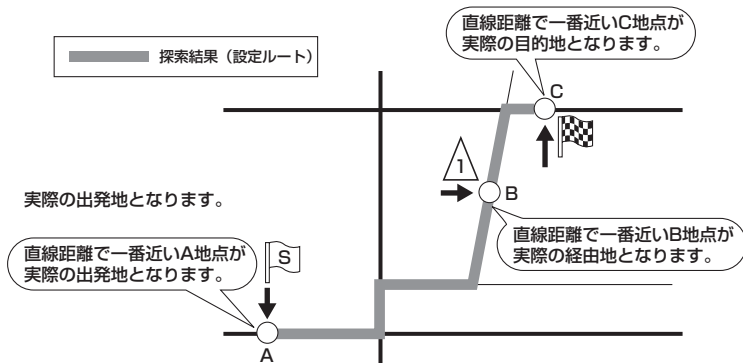 直線距離で一番近いC地点が
実際の目的地となります。
探索結果（設定ルート）
C
1
B
実際の出発地となります。
直線距離で一番近いB地点が
実際の経由地となります。
直線距離で一番近いA地点が
実際の出発地となります。
S
A